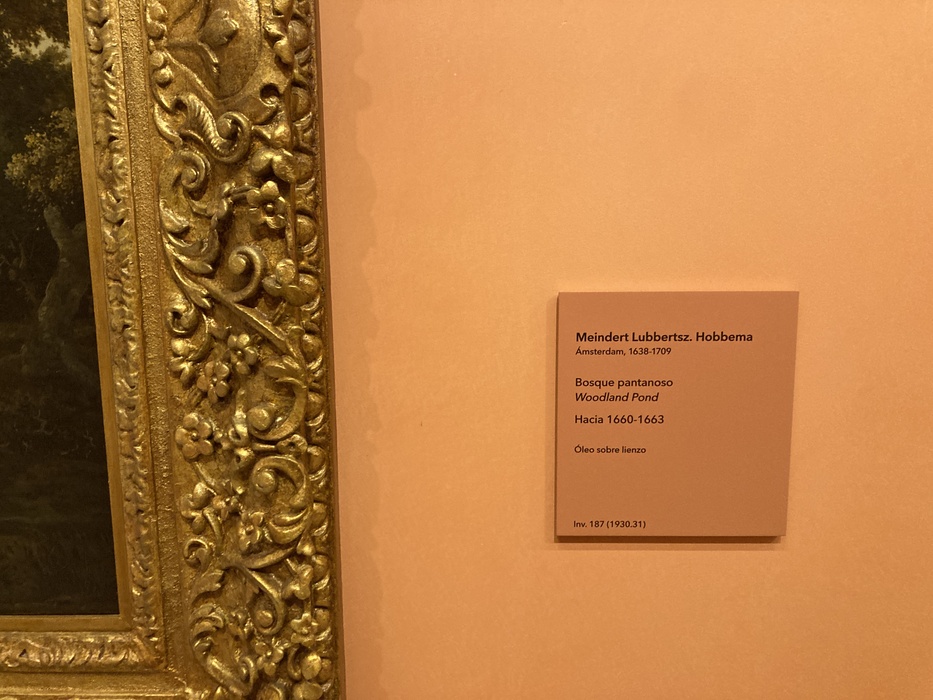 Meindert Lubbertsz. Hobbema
Ámsterdam, 1638-1709
Bosque pantanoso
Woodland Pond
Hacia 1660-1663
Óleo sobre lienzo
Inv. 187 (1930.31)